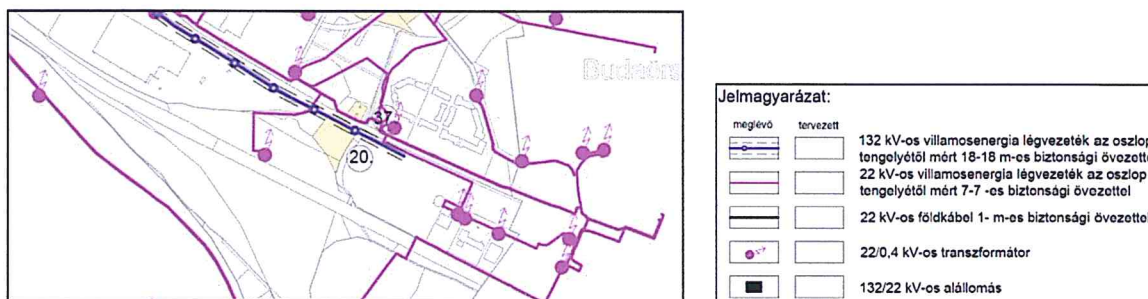 Budaörs
37
20.
Jelmagyarázat:
meglévő tervezett
132 kV-os villamosenergia légvezeték az oszlop
tengelyétől mért 18-18 m-es biztonsági övezette
22 kV-os villamosenergia légvezeték az oszlop
tengelyétől mért 7-7 -es biztonsági övezettel
22 kV-os földkábel 1- m-es biztonsági övezettel
22/0,4 kV-os transzformátor
132/22 kV-os alállomás